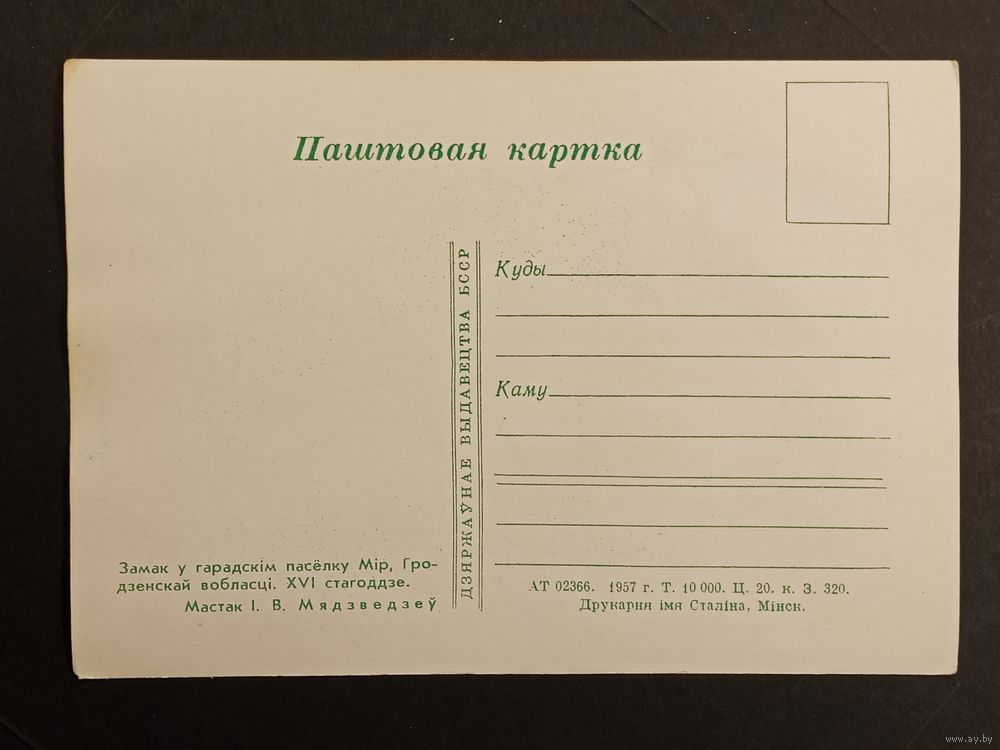 Паштовая картка
ДЗЯРЖАЎНАЕ ВЫДАВЕЦТВА БССР
Куды
Каму
Замак у гарадскім пасёлку Мір, Гро-
дзенскай вобласці. XVI стагоддзе.
Мастак І. В. Мядзведзеў
АТ 02366. 1957 г. Т. 10 000. Ц. 20. к. З. 320.
Друкарня імя Сталіна, Мінск.
www.ay.by